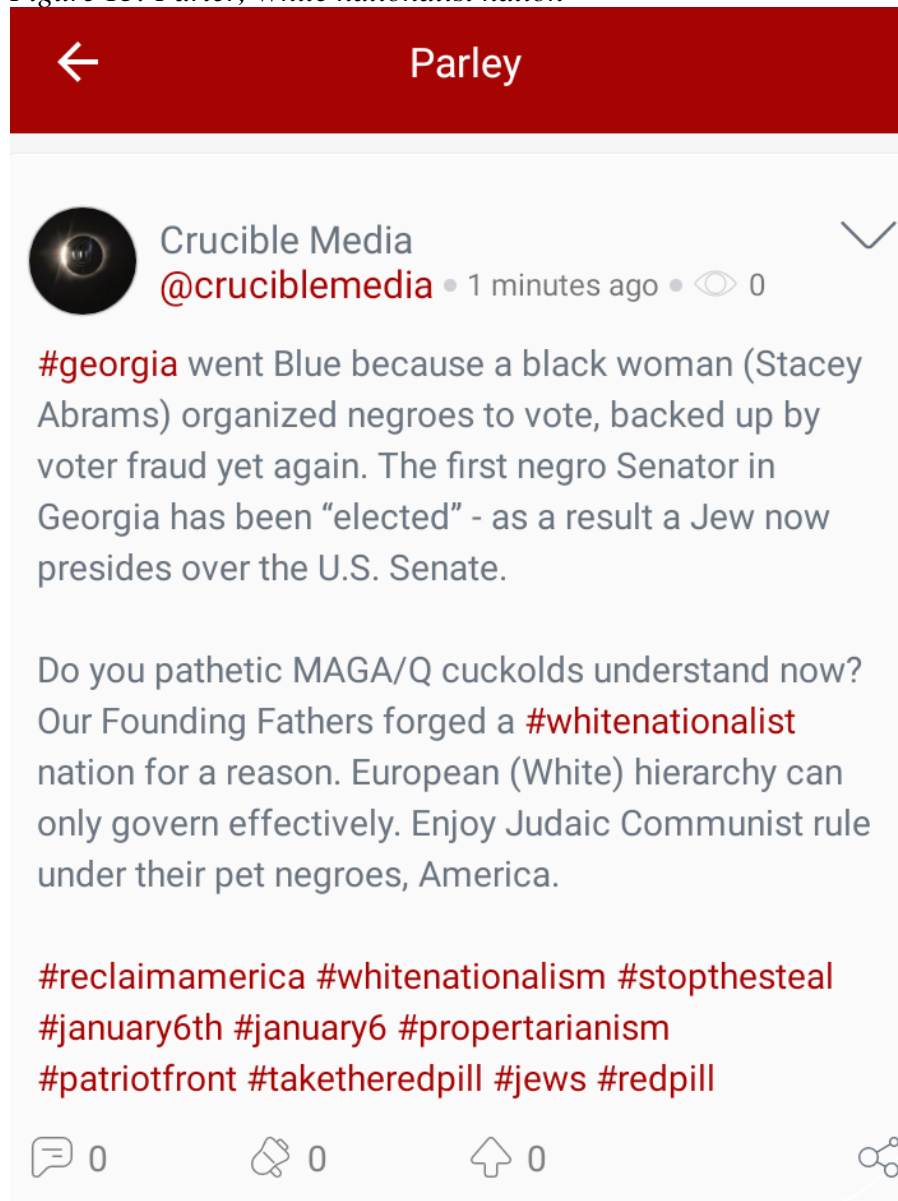 Parley
Crucible Media
@cruciblemedia • 1 minutes ago • 0
#georgia went Blue because a black woman (Stacey
Abrams) organized negroes to vote, backed up by
voter fraud yet again. The first negro Senator in
Georgia has been “elected” - as a result a Jew now
presides over the U.S. Senate.
Do you pathetic MAGA/Q cuckolds understand now?
Our Founding Fathers forged a #whitenationalist
nation for a reason. European (White) hierarchy can
only govern effectively. Enjoy Judaic Communist rule
under their pet negroes, America.
#reclaimamerica #whitenationalism #stopthesteal
#january6th #january6 #propertarianism
#patriotfront #taketheredpill #jews #redpill
0 0 0